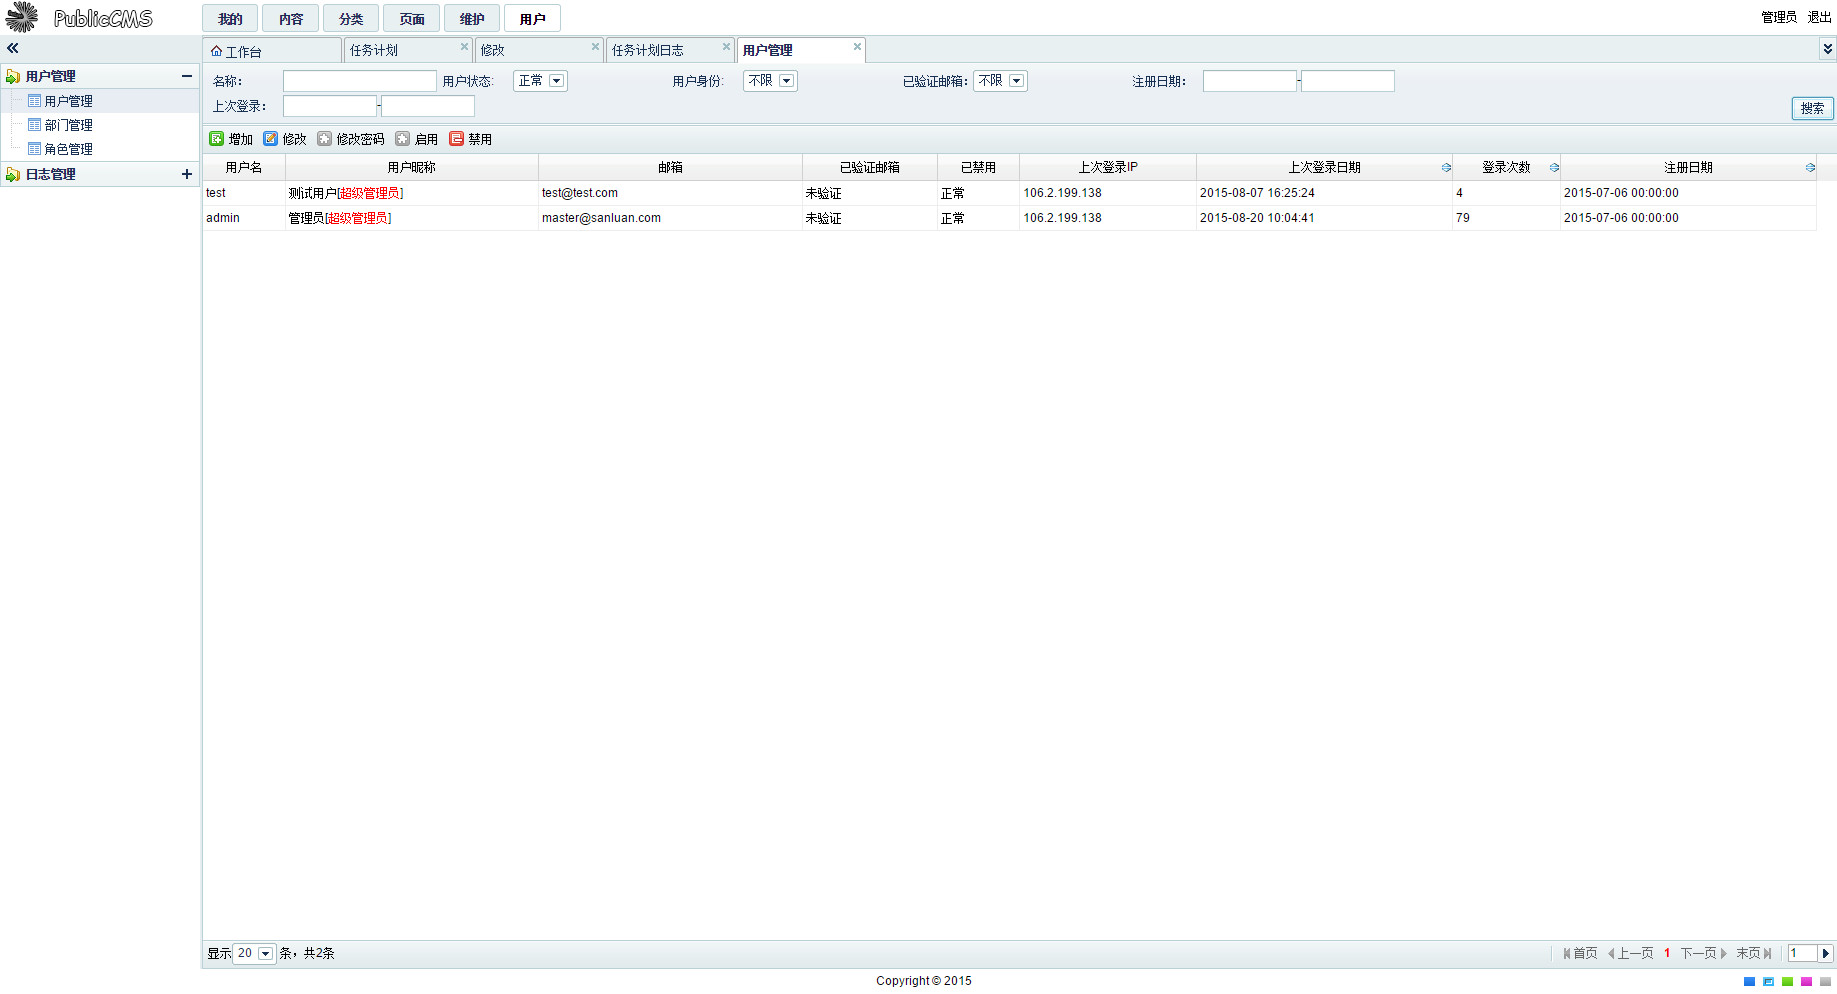 PublicCMS 我的 内容 分类 页面 维护 用户 管理员 退出
工作台 任务计划 修改 任务计划日志 用户管理
用户管理
用户管理
部门管理
角色管理
日志管理
名称: 用户状态: 正常 用户身份: 不限 已验证邮箱: 不限 注册日期: -
上次登录: -
搜索
增加 修改 修改密码 启用 禁用
用户名 用户昵称 邮箱 已验证邮箱 已禁用 上次登录IP 上次登录日期 登录次数 注册日期
test 测试用户[超级管理员] test@test.com 未验证 正常 106.2.199.138 2015-08-07 16:25:24 4 2015-07-06 00:00:00
admin 管理员[超级管理员] master@sanluan.com 未验证 正常 106.2.199.138 2015-08-20 10:04:41 79 2015-07-06 00:00:00
显示 20 条，共2条 首页 上一页 1 下一页 末页 1
Copyright © 2015